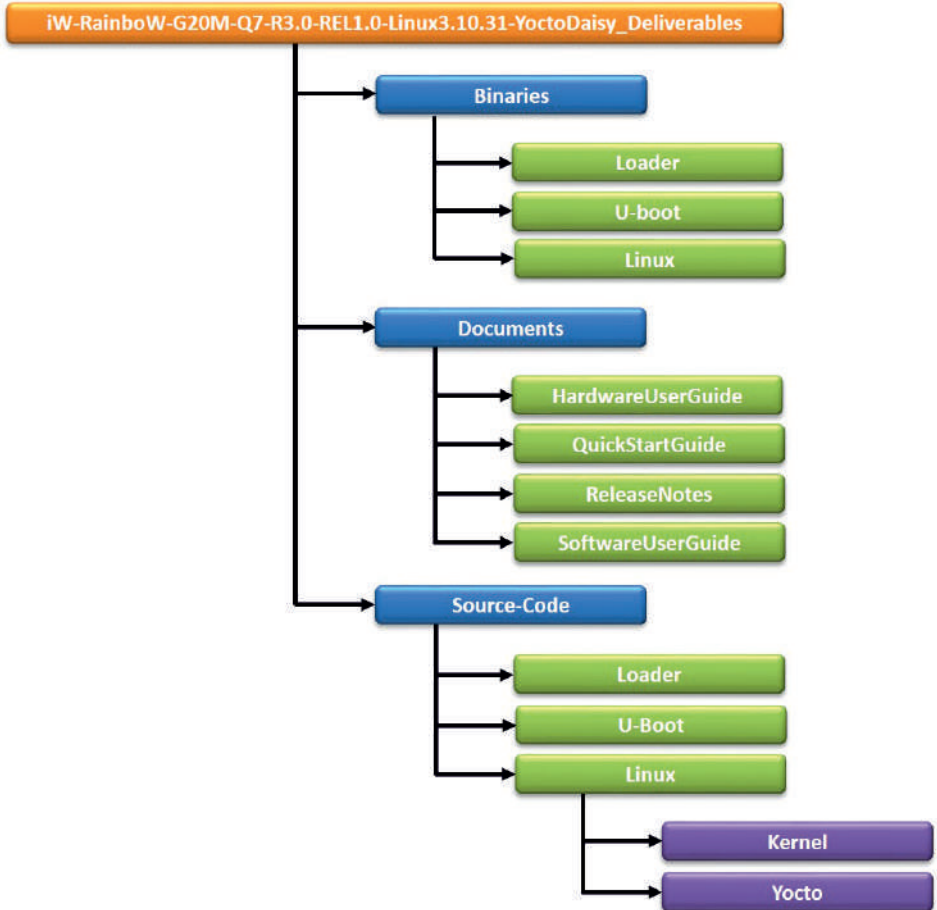 iW-RainboW-G20M-Q7-R3.0-REL1.0-Linux3.10.31-YoctoDaisy_Deliverables
Binaries
Loader
U-boot
Linux
Documents
HardwareUserGuide
QuickStartGuide
ReleaseNotes
SoftwareUserGuide
Source-Code
Loader
U-Boot
Linux
Kernel
Yocto